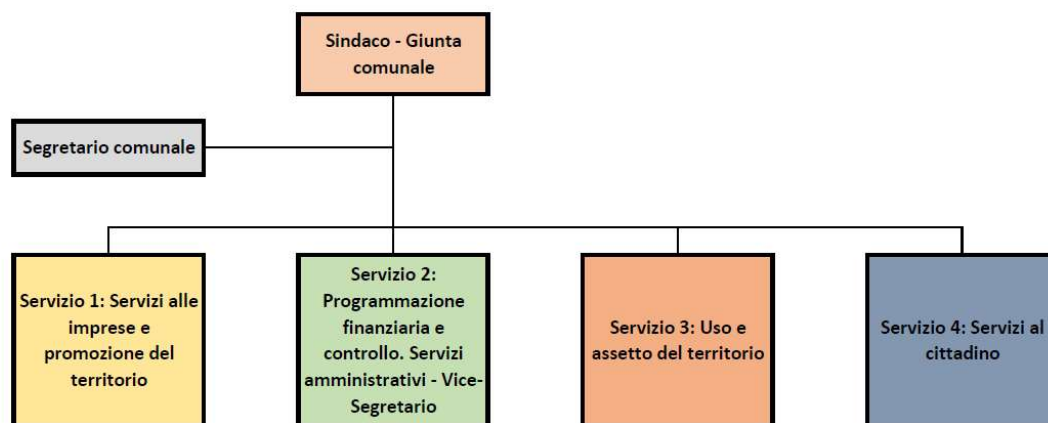 Sindaco - Giunta
comunale
Segretario comunale
Servizio 1: Servizi alle
imprese e
promozione del
territorio
Servizio 2:
Programmazione
finanziaria e
controllo. Servizi
amministrativi - Vice-
Segretario
Servizio 3: Uso e
assetto del territorio
Servizio 4: Servizi al
cittadino